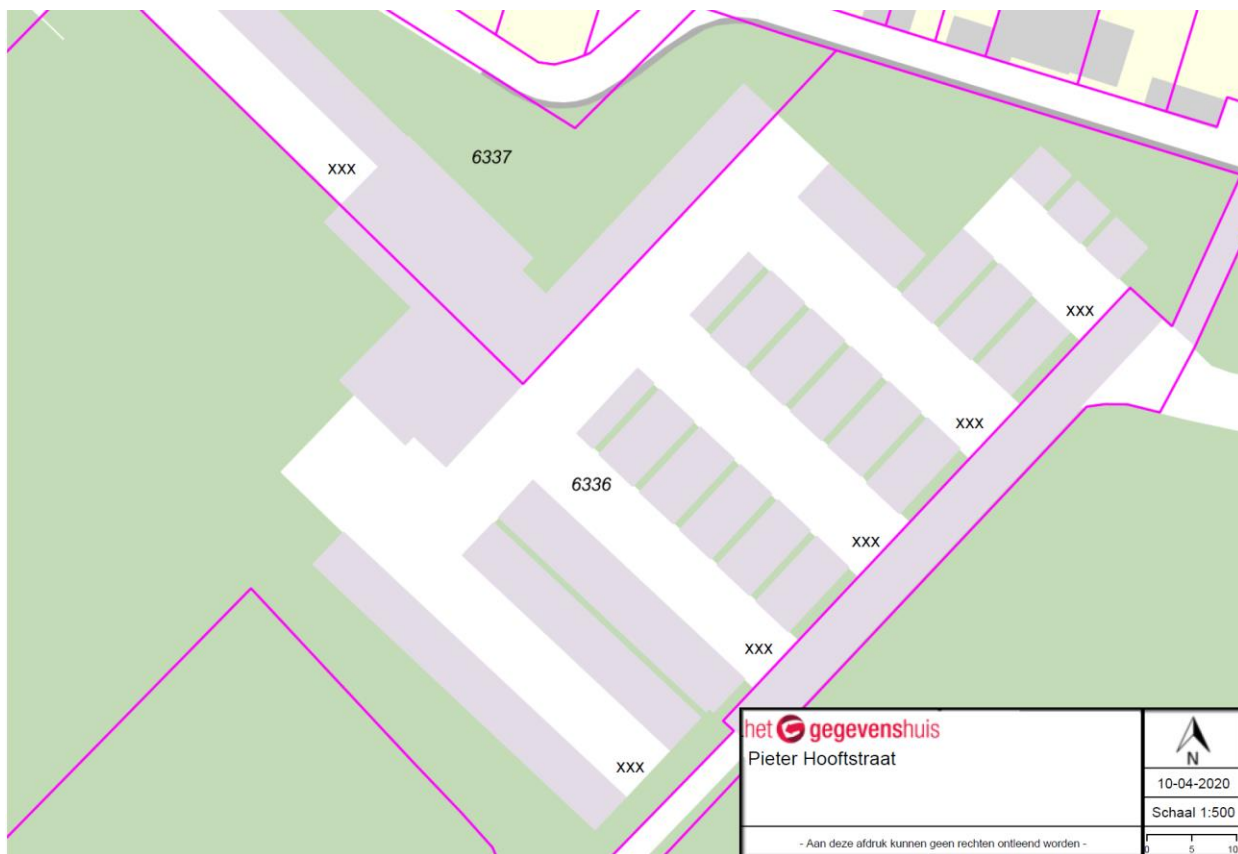 6337
xxx
xxx
xxx
6336
xxx
xxx
xxx
het gegevenshuis
Pieter Hooftstraat
N
10-04-2020
Schaal 1:500
- Aan deze afdruk kunnen geen rechten ontleend worden -
0 5 10